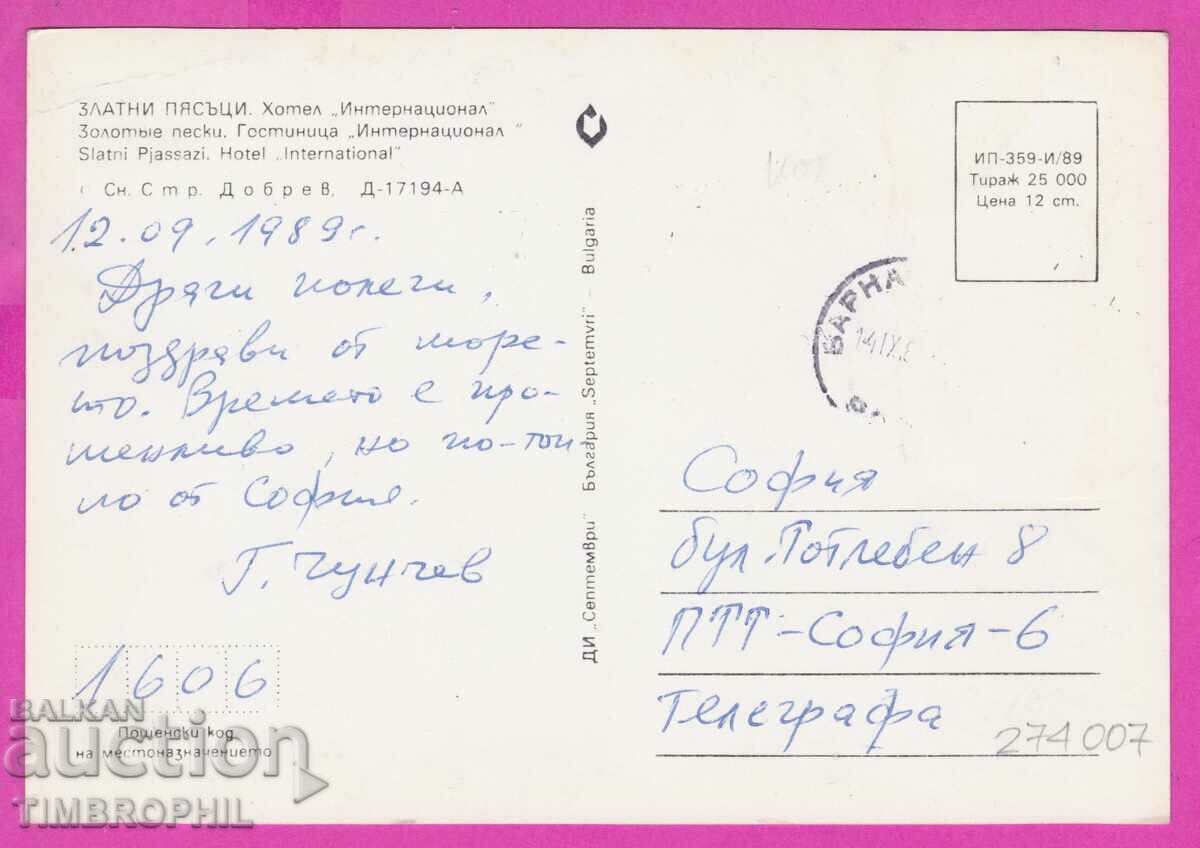 ЗЛАТНИ ПЯСЪЦИ. Хотел „Интернационал"
Золотые пески. Гостиница „Интернационал"
Slatni Pjassazi. Hotel „International"
Сн. Стр. Добрев, Д-17194-А
12.09.1989г.
Драги колеги,
поздрави от море-
то. Времето е про-
менливо, но по-топ
ло от София.
Г. Чунчев
1606
Пощенски код
на местоназначението
ДИ „Септември" България „Septemvri" - Bulgaria
ИП-359-И/89
Тираж 25 000
Цена 12 ст.
ВАРНА
14 IX
София
бул. Тотлебен 8
ПТТ-София-6
Телеграфа
274007
BALKAN
auction
TIMBROPHIL